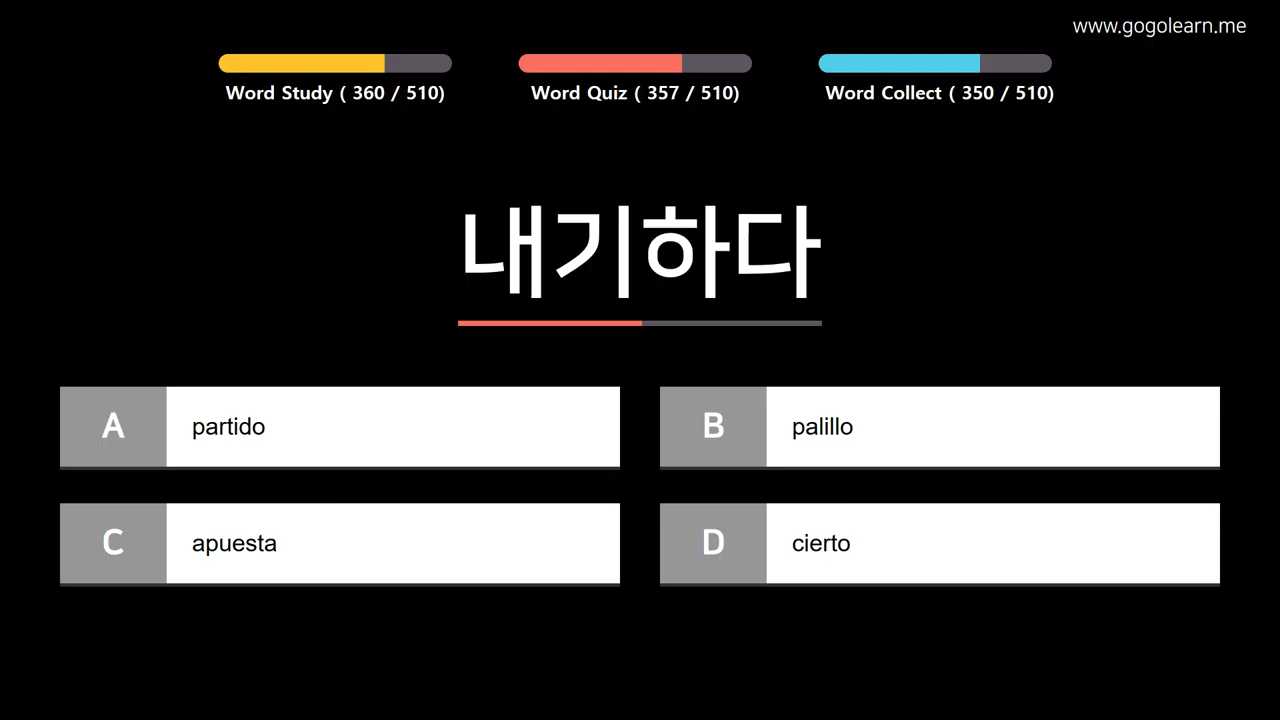 www.gogolearn.me
Word Study ( 360 / 510)
Word Quiz ( 357 / 510)
Word Collect ( 350 / 510)
내기하다
A partido
B palillo
C apuesta
D cierto